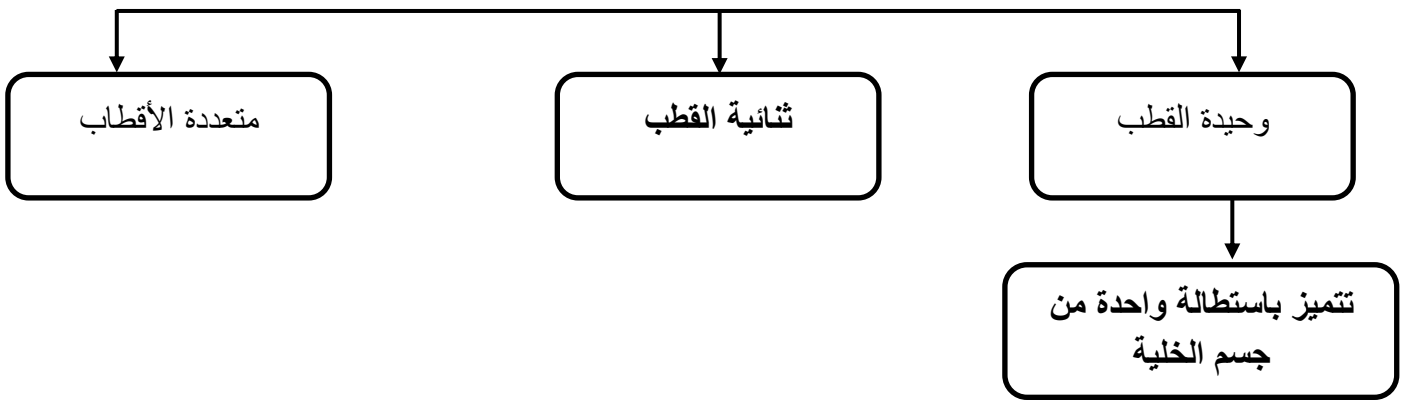 وحيدة القطب
ثنائية القطب
متعددة الأقطاب
تتميز باستطالة واحدة من
جسم الخلية